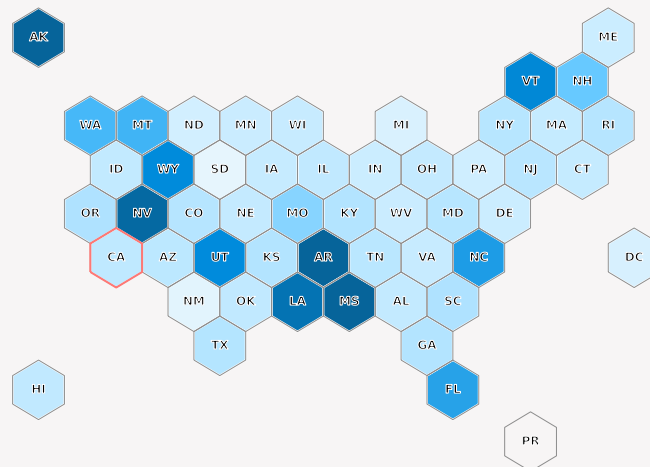 AK
ME
VT
NH
WA
MT
ND
MN
WI
MI
NY
MA
RI
ID
WY
SD
IA
IL
IN
OH
PA
NJ
CT
OR
NV
CO
NE
MO
KY
WV
MD
DE
CA
AZ
UT
KS
AR
TN
VA
NC
DC
NM
OK
LA
MS
AL
SC
TX
GA
HI
FL
PR